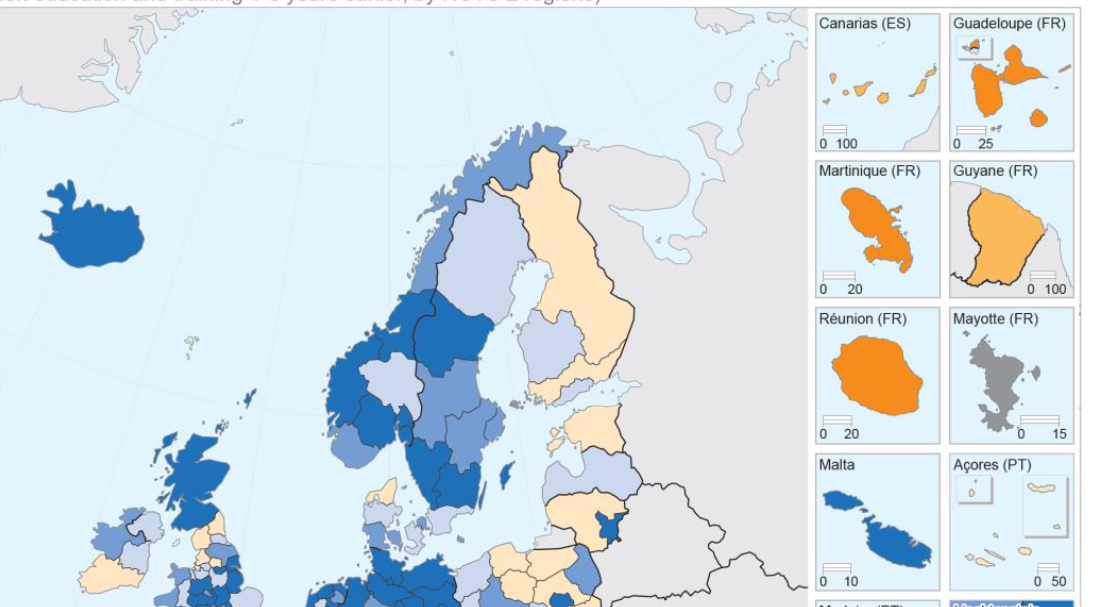 Canarias (ES)
0 100
Guadeloupe (FR)
0 25
Martinique (FR)
0 20
Guyane (FR)
0 100
Réunion (FR)
0 20
Mayotte (FR)
0 15
Malta
0 10
Açores (PT)
0 50